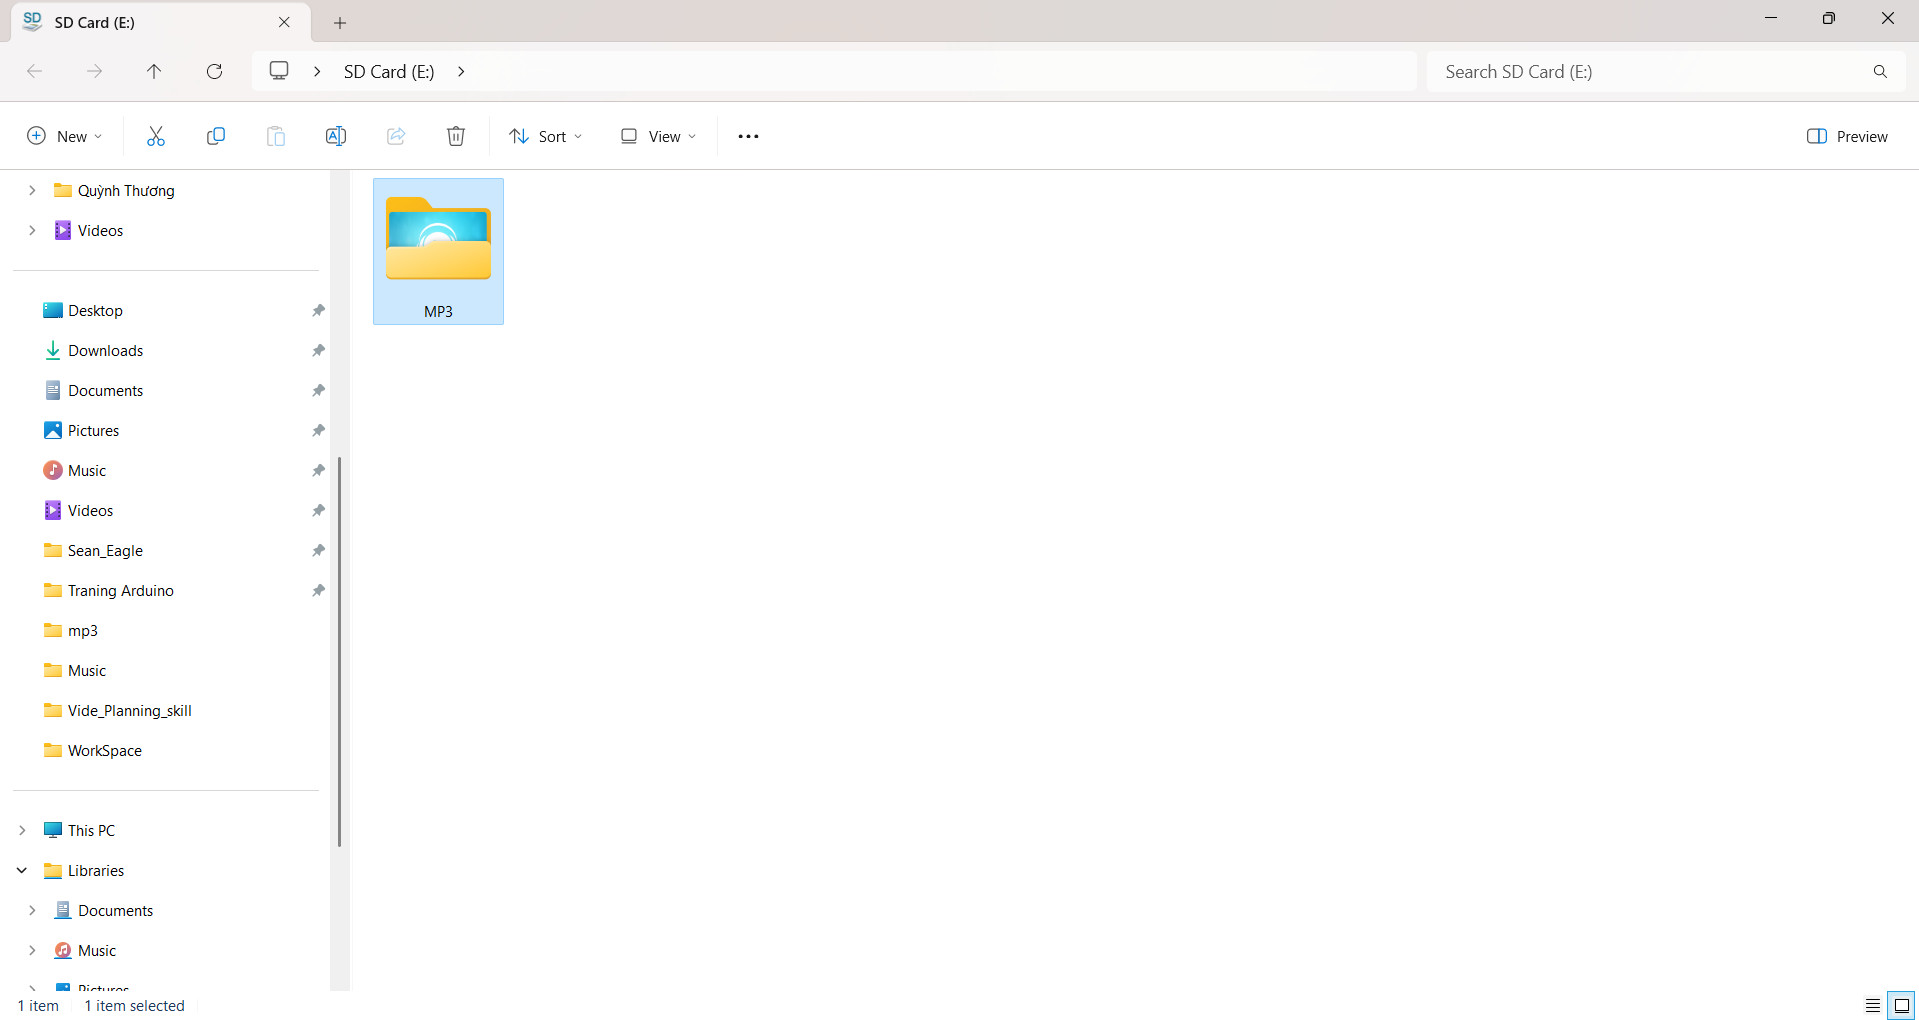 SD Card (E:)
SD Card (E:)
Search SD Card (E:)
New
Sort
View
Preview
Quỳnh Thương
Videos
Desktop
Downloads
Documents
Pictures
Music
Videos
Sean_Eagle
Traning Arduino
mp3
Music
Vide_Planning_skill
WorkSpace
This PC
Libraries
Documents
Music
Pictures
MP3
1 item
1 item selected